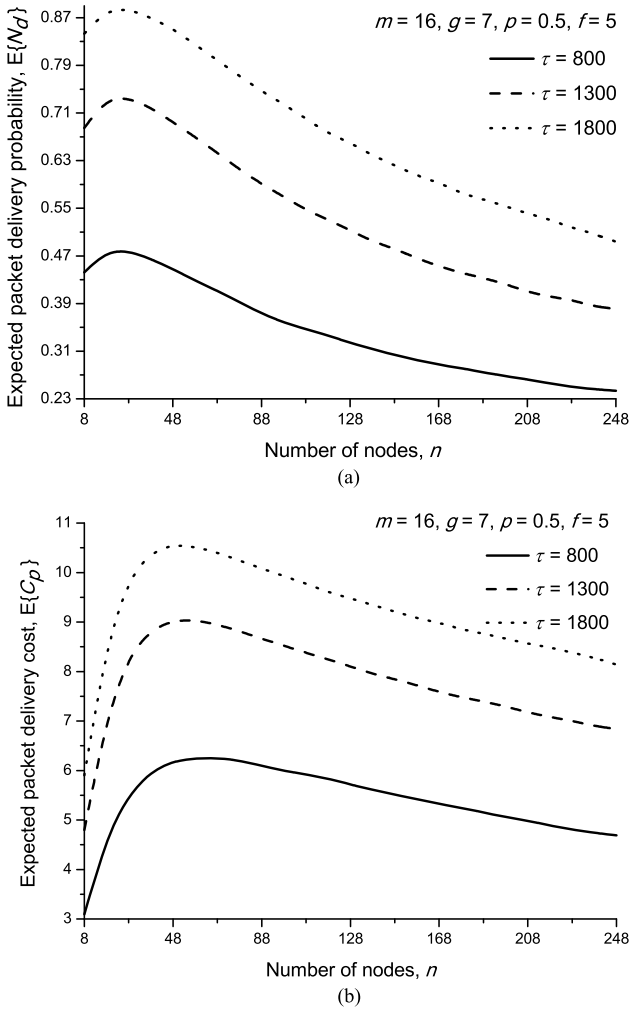 m = 16, g = 7, p = 0.5, f = 5
τ = 800
τ = 1300
τ = 1800
Expected packet delivery probability, E{N_d}
0.87
0.79
0.71
0.63
0.55
0.47
0.39
0.31
0.23
8 48 88 128 168 208 248
Number of nodes, n
(a)
m = 16, g = 7, p = 0.5, f = 5
τ = 800
τ = 1300
τ = 1800
Expected packet delivery cost, E{C_p}
11
10
9
8
7
6
5
4
3
8 48 88 128 168 208 248
Number of nodes, n
(b)